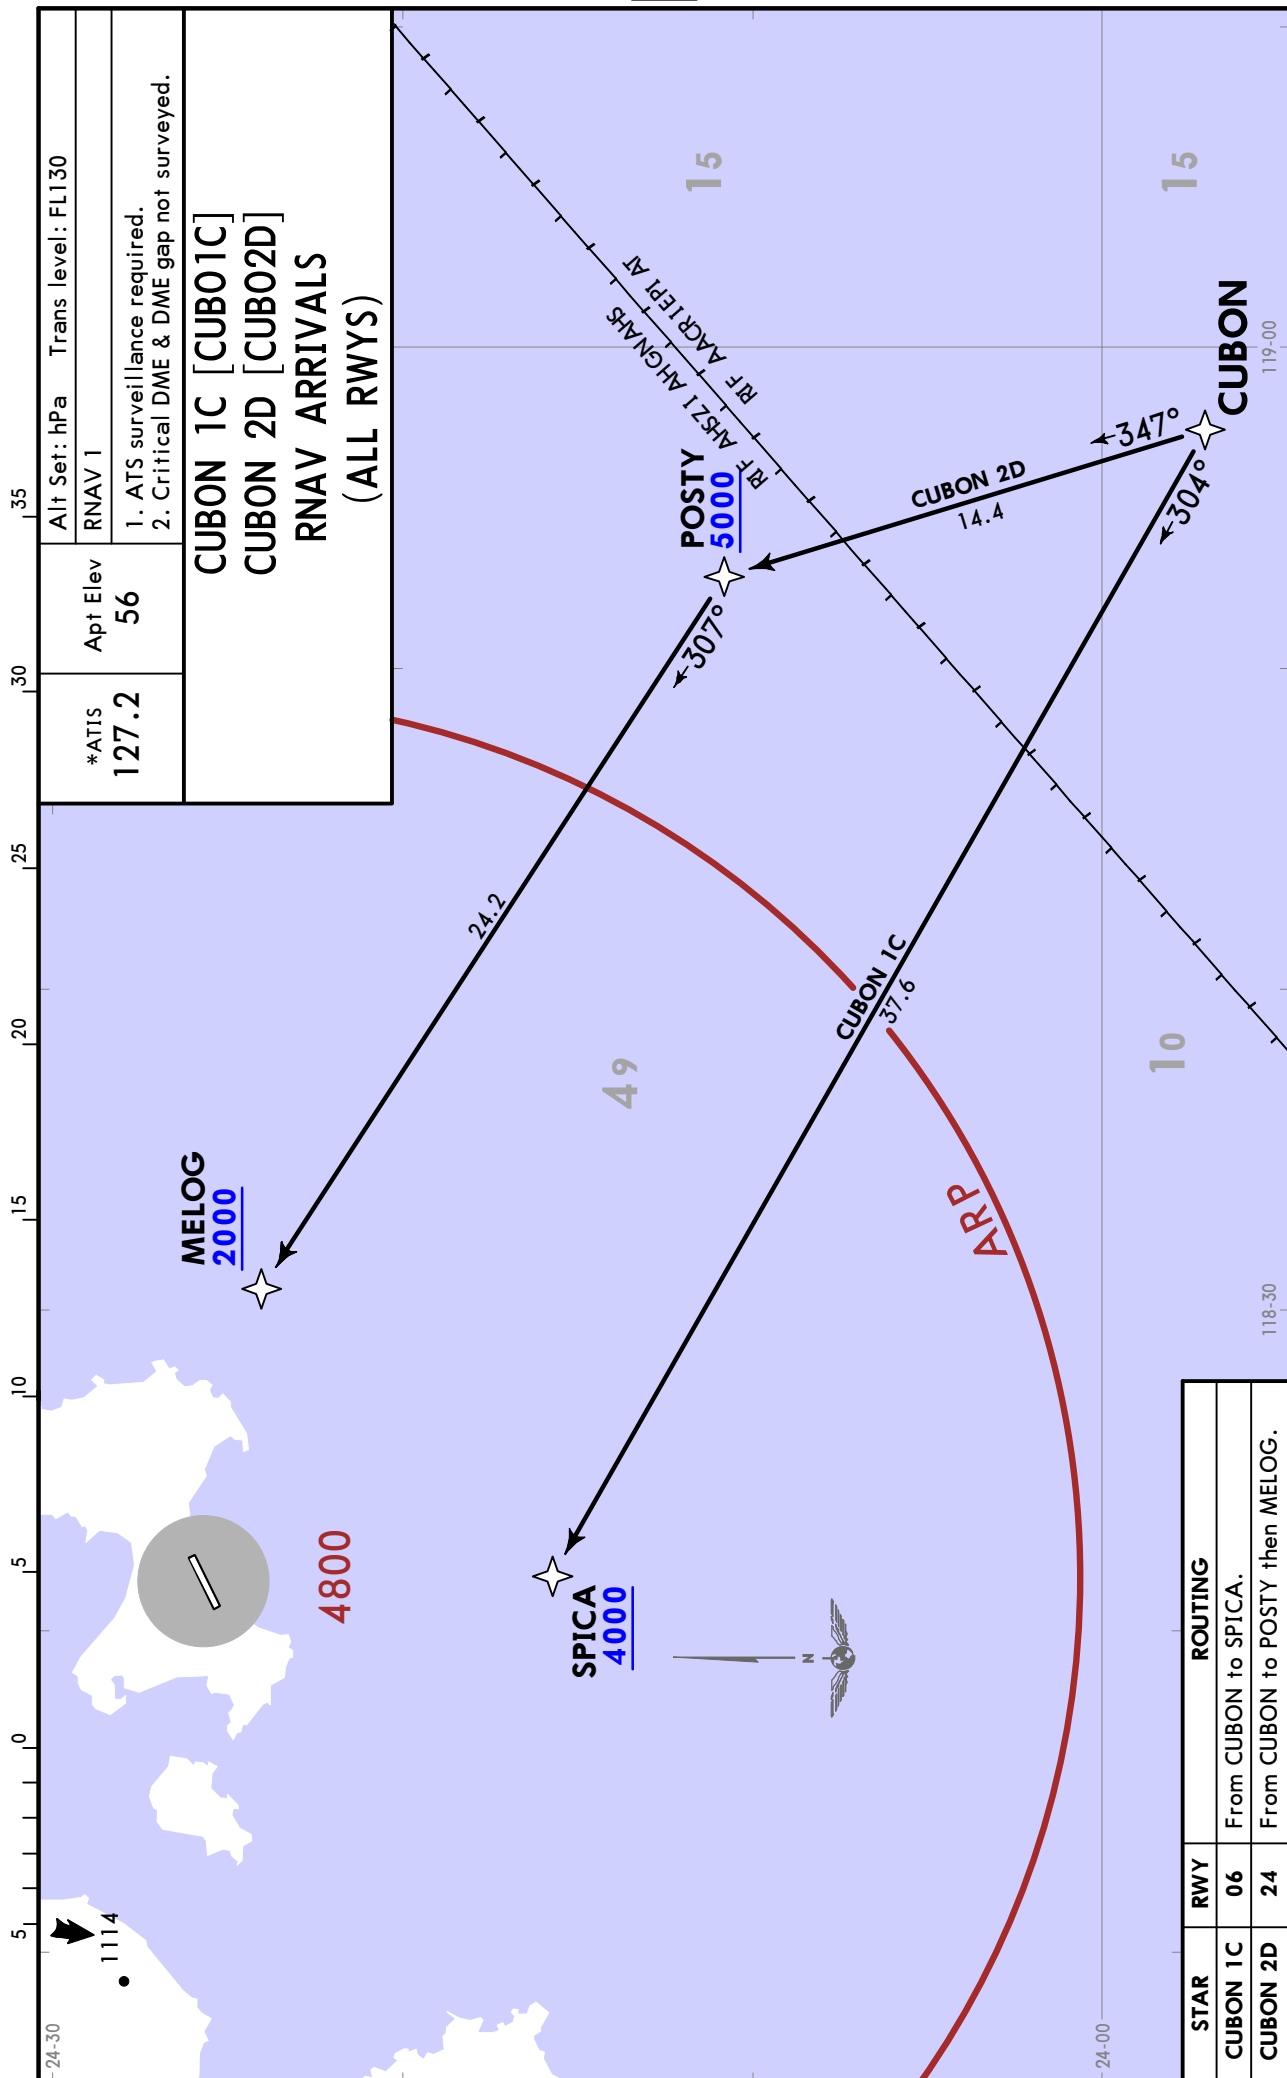 *ATIS
127.2
Apt Elev
56
Alt Set: hPa Trans level: FL130
RNAV 1
1. ATS surveillance required.
2. Critical DME & DME gap not surveyed.
CUBON 1C [CUBO1C]
CUBON 2D [CUBO2D]
RNAV ARRIVALS
(ALL RWYS)
5 0 5 10 15 20 25 30 35
24-30
1114
MELOG
2000
24.2
4800
SPICA
4000
N
49
307°
POSTY
5000
15
RIF AHSZI AHGNAHS
RIF AACRIEPI AT
CUBON 2D
14.4
347°
304°
CUBON 1C
37.6
ARP
10
15
CUBON
24-00
118-30
119-00
STAR RWY ROUTING
CUBON 1C 06 From CUBON to SPICA.
CUBON 2D 24 From CUBON to POSTY then MELOG.